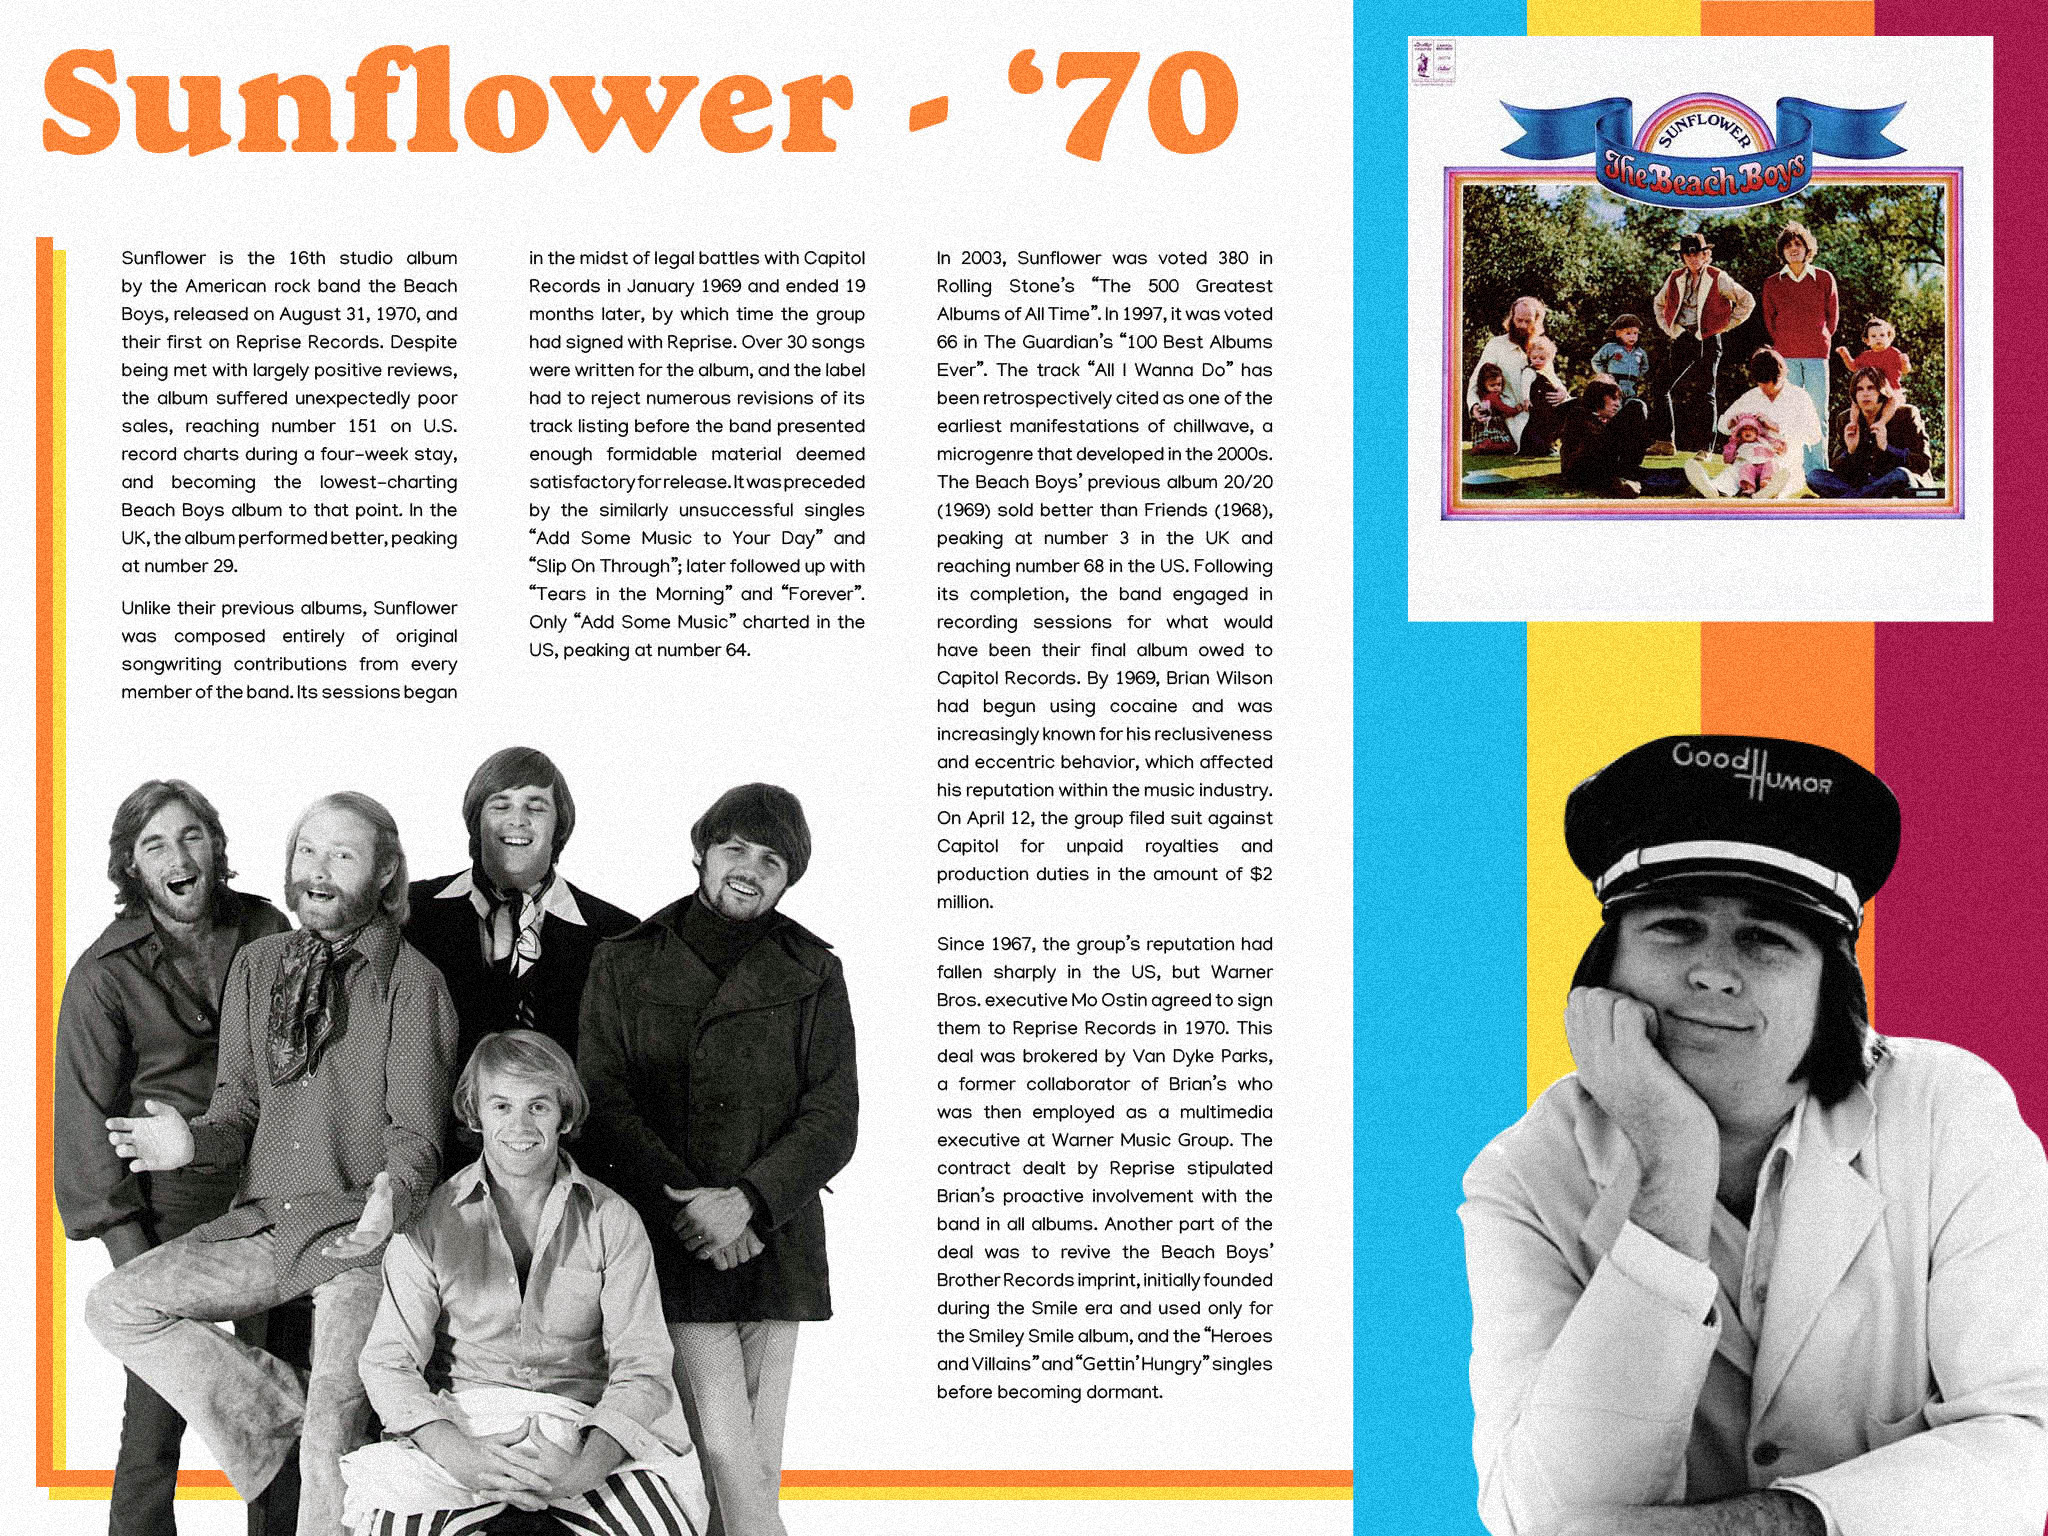 Sunflower - ‘70
Sunflower is the 16th studio album
by the American rock band the Beach
Boys, released on August 31, 1970, and
their first on Reprise Records. Despite
being met with largely positive reviews,
the album suffered unexpectedly poor
sales, reaching number 151 on U.S.
record charts during a four-week stay,
and becoming the lowest-charting
Beach Boys album to that point. In the
UK, the album performed better, peaking
at number 29.
Unlike their previous albums, Sunflower
was composed entirely of original
songwriting contributions from every
member of the band. Its sessions began
in the midst of legal battles with Capitol
Records in January 1969 and ended 19
months later, by which time the group
had signed with Reprise. Over 30 songs
were written for the album, and the label
had to reject numerous revisions of its
track listing before the band presented
enough formidable material deemed
satisfactory for release. It was preceded
by the similarly unsuccessful singles
“Add Some Music to Your Day” and
“Slip On Through”; later followed up with
“Tears in the Morning” and “Forever”.
Only “Add Some Music” charted in the
US, peaking at number 64.
In 2003, Sunflower was voted 380 in
Rolling Stone’s “The 500 Greatest
Albums of All Time”. In 1997, it was voted
66 in The Guardian’s “100 Best Albums
Ever”. The track “All I Wanna Do” has
been retrospectively cited as one of the
earliest manifestations of chillwave, a
microgenre that developed in the 2000s.
The Beach Boys’ previous album 20/20
(1969) sold better than Friends (1968),
peaking at number 3 in the UK and
reaching number 68 in the US. Following
its completion, the band engaged in
recording sessions for what would
have been their final album owed to
Capitol Records. By 1969, Brian Wilson
had begun using cocaine and was
increasingly known for his reclusiveness
and eccentric behavior, which affected
his reputation within the music industry.
On April 12, the group filed suit against
Capitol for unpaid royalties and
production duties in the amount of $2
million.
Since 1967, the group’s reputation had
fallen sharply in the US, but Warner
Bros. executive Mo Ostin agreed to sign
them to Reprise Records in 1970. This
deal was brokered by Van Dyke Parks,
a former collaborator of Brian’s who
was then employed as a multimedia
executive at Warner Music Group. The
contract dealt by Reprise stipulated
Brian’s proactive involvement with the
band in all albums. Another part of the
deal was to revive the Beach Boys’
Brother Records imprint, initially founded
during the Smile era and used only for
the Smiley Smile album, and the “Heroes
and Villains” and “Gettin’ Hungry” singles
before becoming dormant.
SUNFLOWER
The Beach Boys
Good Humor